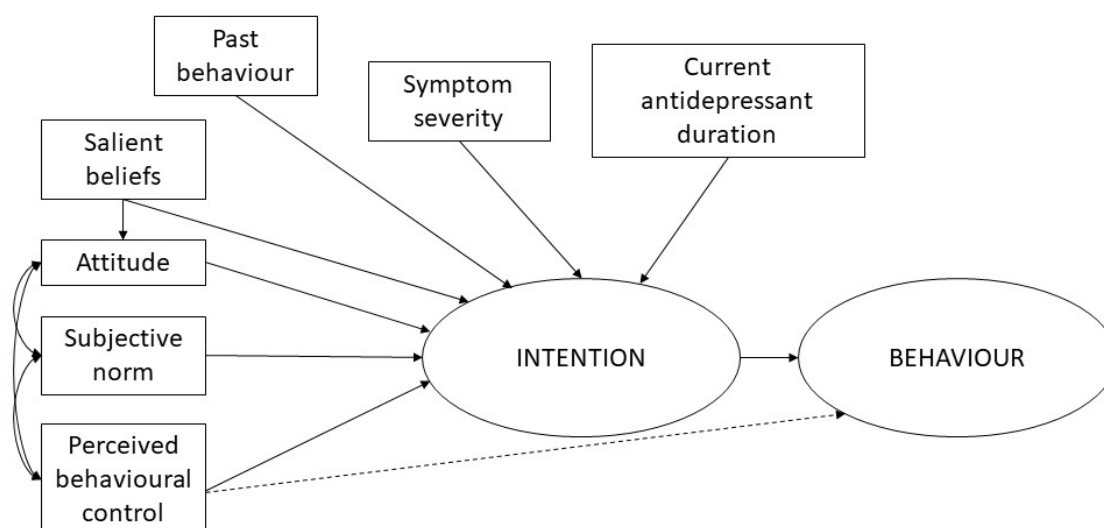 Past
behaviour
Symptom
severity
Current
antidepressant
duration
Salient
beliefs
Attitude
Subjective
norm
Perceived
behavioural
control
INTENTION
BEHAVIOUR